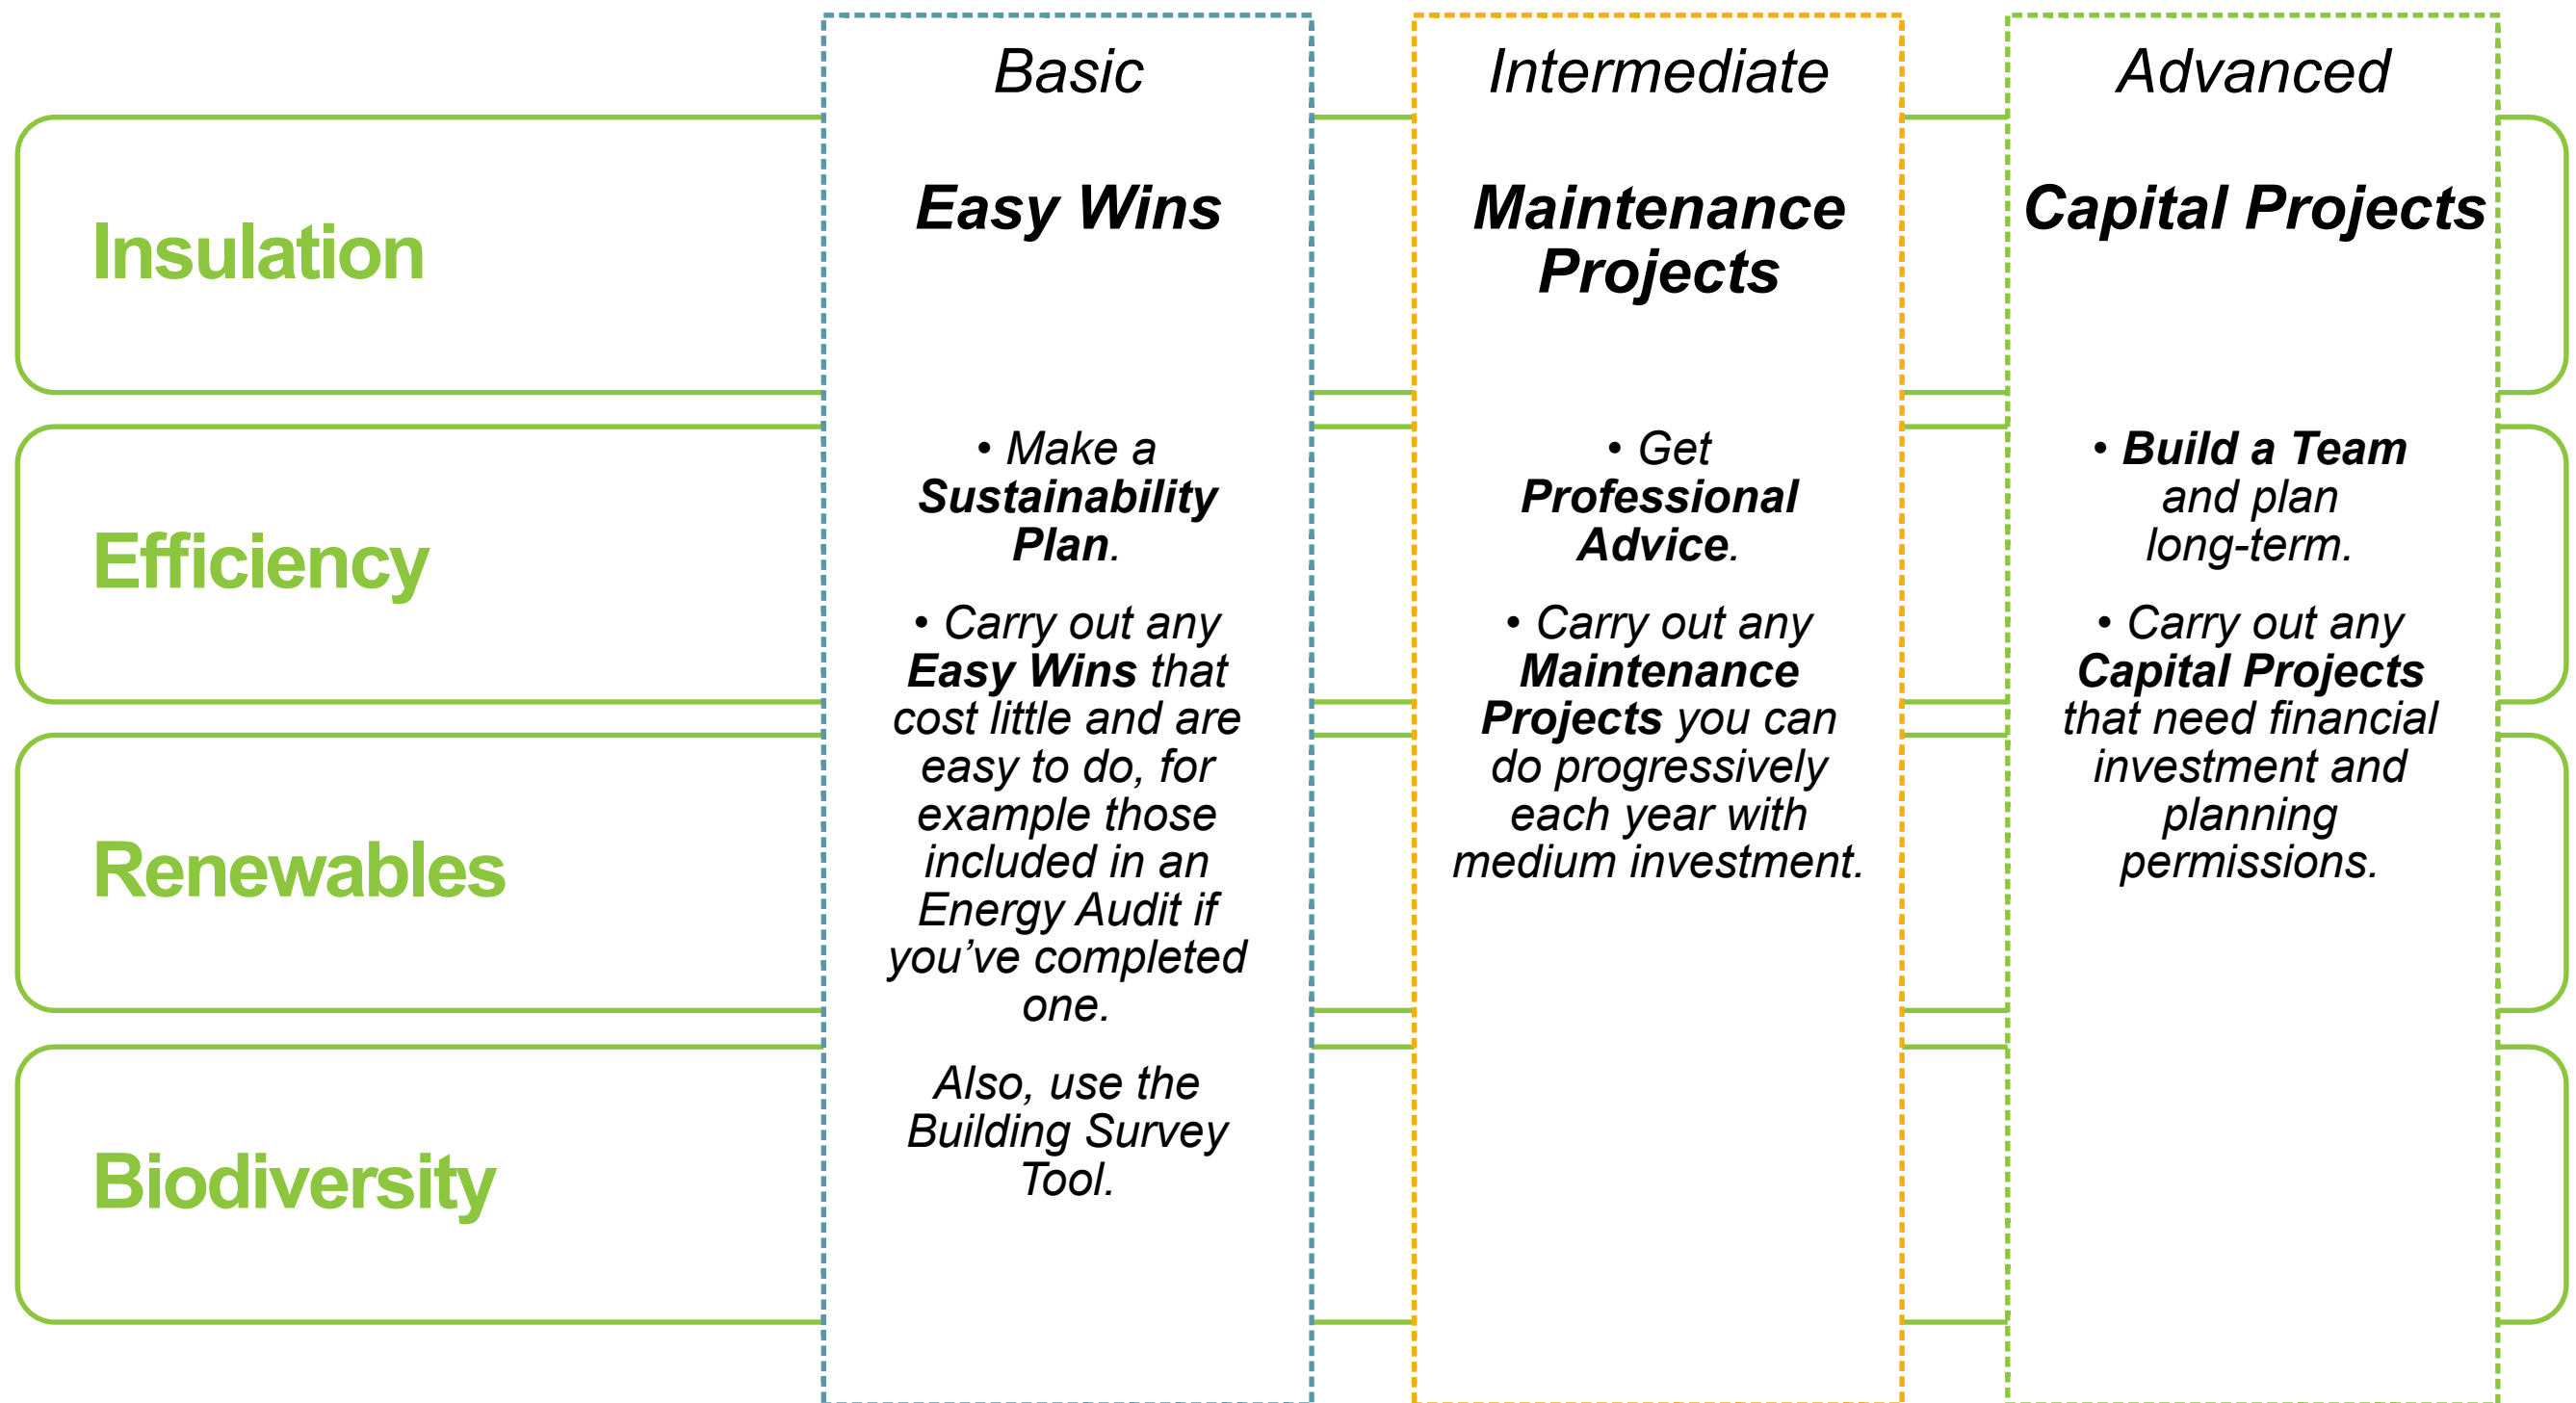 Basic
Easy Wins
• Make a
Sustainability
Plan.
• Carry out any
Easy Wins that
cost little and are
easy to do, for
example those
included in an
Energy Audit if
you’ve completed
one.
Also, use the
Building Survey
Tool.
Intermediate
Maintenance
Projects
• Get
Professional
Advice.
• Carry out any
Maintenance
Projects you can
do progressively
each year with
medium investment.
Advanced
Capital Projects
• Build a Team
and plan
long-term.
• Carry out any
Capital Projects
that need financial
investment and
planning
permissions.
Insulation
Efficiency
Renewables
Biodiversity